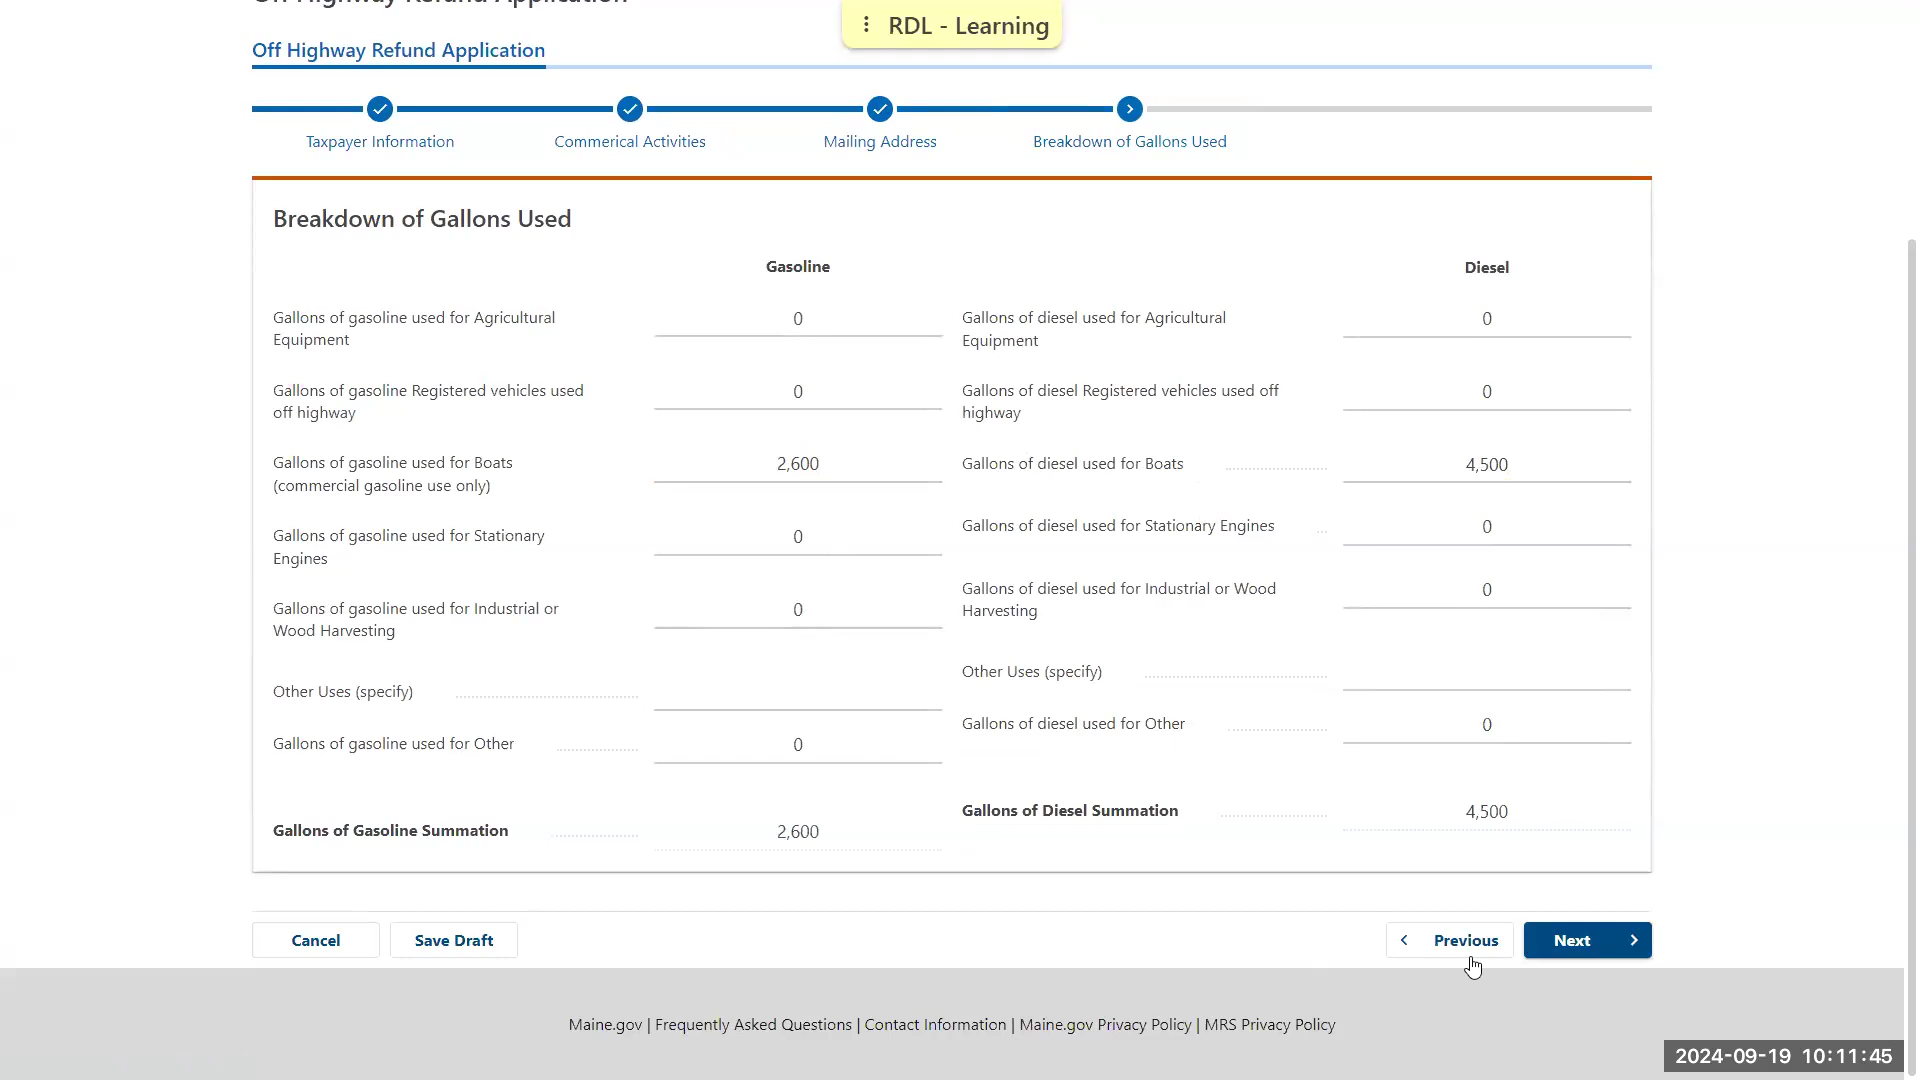 Off Highway Refund Application
RDL - Learning
Off Highway Refund Application
Taxpayer Information
Commerical Activities
Mailing Address
Breakdown of Gallons Used
Breakdown of Gallons Used
Gasoline
Diesel
Gallons of gasoline used for Agricultural
Equipment
0
Gallons of diesel used for Agricultural
Equipment
0
Gallons of gasoline Registered vehicles used
off highway
0
Gallons of diesel Registered vehicles used off
highway
0
Gallons of gasoline used for Boats
(commercial gasoline use only)
2,600
Gallons of diesel used for Boats
4,500
Gallons of gasoline used for Stationary
Engines
0
Gallons of diesel used for Stationary Engines
0
Gallons of gasoline used for Industrial or
Wood Harvesting
0
Gallons of diesel used for Industrial or Wood
Harvesting
0
Other Uses (specify)
Other Uses (specify)
Gallons of gasoline used for Other
0
Gallons of diesel used for Other
0
Gallons of Gasoline Summation
2,600
Gallons of Diesel Summation
4,500
Cancel
Save Draft
Previous
Next
Maine.gov | Frequently Asked Questions | Contact Information | Maine.gov Privacy Policy | MRS Privacy Policy
2024-09-19 10:11:45